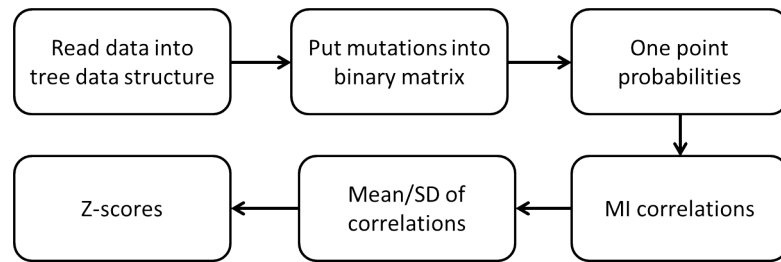 Read data into
tree data structure
Put mutations into
binary matrix
One point
probabilities
MI correlations
Mean/SD of
correlations
Z-scores